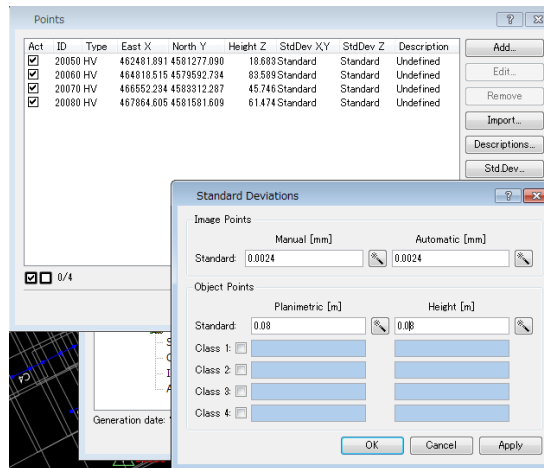 Points
Act ID Type East X North Y Height Z StdDev X,Y StdDev Z Description
20050 HV 462481.891 4581277.090 18.683 Standard Standard Undefined
20060 HV 464818.515 4579592.734 83.589 Standard Standard Undefined
20070 HV 466552.234 4583312.287 45.746 Standard Standard Undefined
20080 HV 467864.605 4581581.609 61.474 Standard Standard Undefined
Add...
Edit...
Remove
Import...
Descriptions...
Std.Dev...
0/4
Standard Deviations
Image Points
Manual [mm] Automatic [mm]
Standard: 0.0024 0.0024
Object Points
Planimetric [m] Height [m]
Standard: 0.08 0.08
Class 1:
Class 2:
Class 3:
Class 4:
OK Cancel Apply
Generation date: